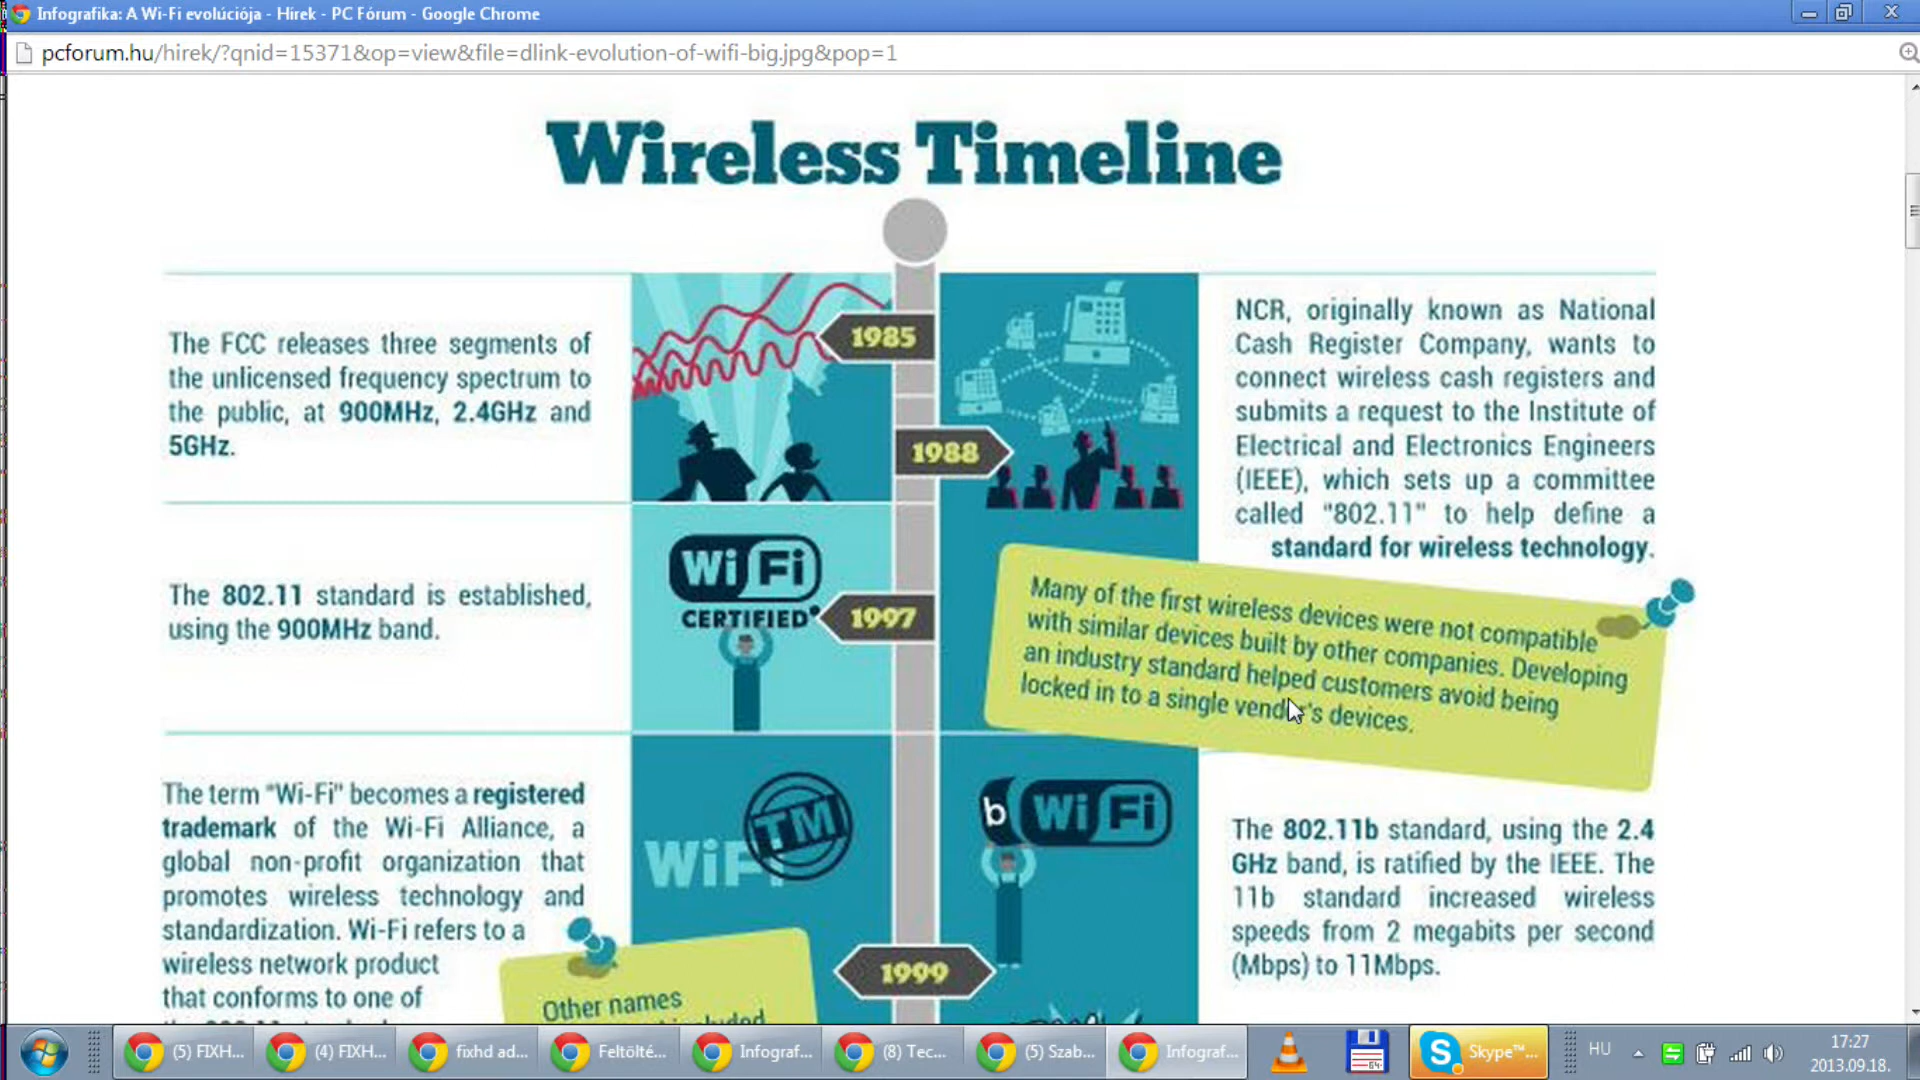 Infografika: A Wi-Fi evolúciója - Hírek - PC Fórum - Google Chrome
pcforum.hu/hirek/?qnid=15371&op=view&file=dlink-evolution-of-wifi-big.jpg&pop=1
Wireless Timeline
The FCC releases three segments of
the unlicensed frequency spectrum to
the public, at 900MHz, 2.4GHz and
5GHz.
1985
1988
NCR, originally known as National
Cash Register Company, wants to
connect wireless cash registers and
submits a request to the Institute of
Electrical and Electronics Engineers
(IEEE), which sets up a committee
called "802.11" to help define a
standard for wireless technology.
The 802.11 standard is established,
using the 900MHz band.
Wi Fi
CERTIFIED
1997
Many of the first wireless devices were not compatible
with similar devices built by other companies. Developing
an industry standard helped customers avoid being
locked in to a single vendor's devices.
The term "Wi-Fi" becomes a registered
trademark of the Wi-Fi Alliance, a
global non-profit organization that
promotes wireless technology and
standardization. Wi-Fi refers to a
wireless network product
that conforms to one of
WiFi
TM
b Wi Fi
1999
The 802.11b standard, using the 2.4
GHz band, is ratified by the IEEE. The
11b standard increased wireless
speeds from 2 megabits per second
(Mbps) to 11Mbps.
Other names
(5) FIXH...
(4) FIXH...
fixhd ad...
Feltölté...
Infograf...
(8) Tec...
(5) Szab...
Infograf...
64
Skype™...
HU
17:27
2013.09.18.